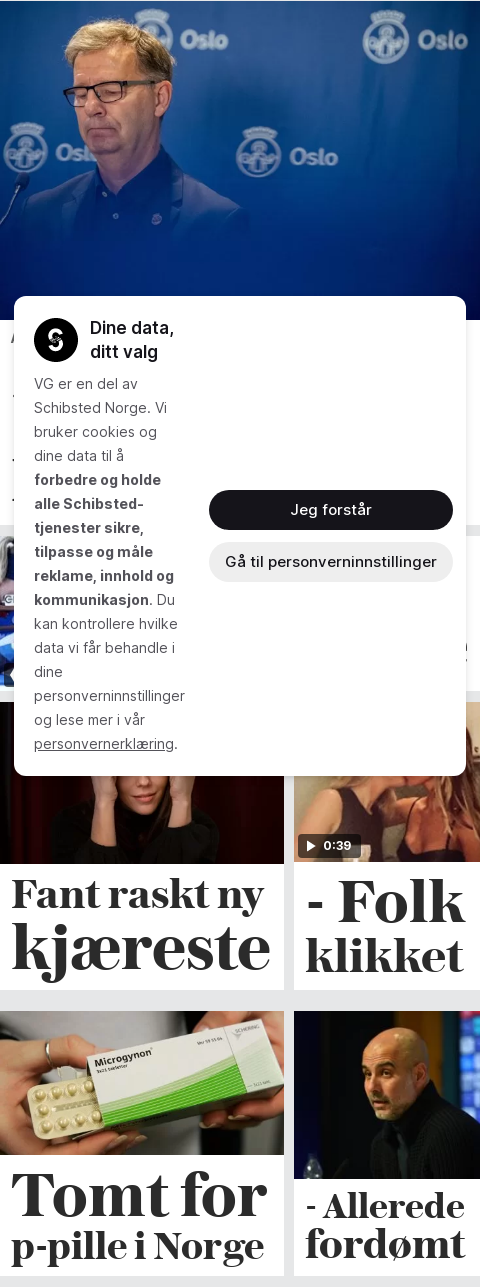 Oslo
Oslo
Oslo
Dine data,
ditt valg
VG er en del av
Schibsted Norge. Vi
bruker cookies og
dine data til å
forbedre og holde
alle Schibsted-
tjenester sikre,
tilpasse og måle
reklame, innhold og
kommunikasjon. Du
kan kontrollere hvilke
data vi får behandle i
dine
personverninnstillinger
og lese mer i vår
personvernerklæring.
Jeg forstår
Gå til personverninnstillinger
0:39
Fant raskt ny
kjæreste
- Folk
klikket
Microgynon
SCHERING
Tomt for
p-pille i Norge
- Allerede
fordømt